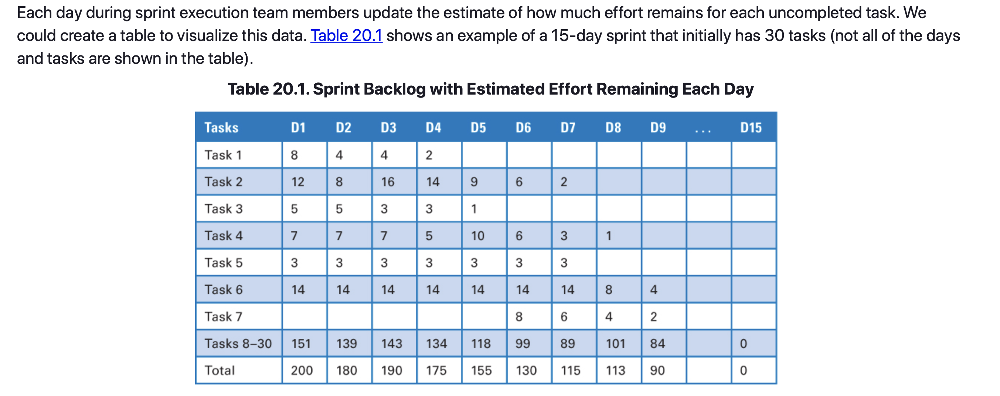 Each day during sprint execution team members update the estimate of how much effort remains for each uncompleted task. We
could create a table to visualize this data. Table 20.1 shows an example of a 15-day sprint that initially has 30 tasks (not all of the days
and tasks are shown in the table).
Table 20.1. Sprint Backlog with Estimated Effort Remaining Each Day
Tasks D1 D2 D3 D4 D5 D6 D7 D8 D9 ... D15
Task 1 8 4 4 2
Task 2 12 8 16 14 9 6 2
Task 3 5 5 3 3 1
Task 4 7 7 7 5 10 6 3 1
Task 5 3 3 3 3 3 3 3
Task 6 14 14 14 14 14 14 14 8 4
Task 7 8 6 4 2
Tasks 8–30 151 139 143 134 118 99 89 101 84 0
Total 200 180 190 175 155 130 115 113 90 0